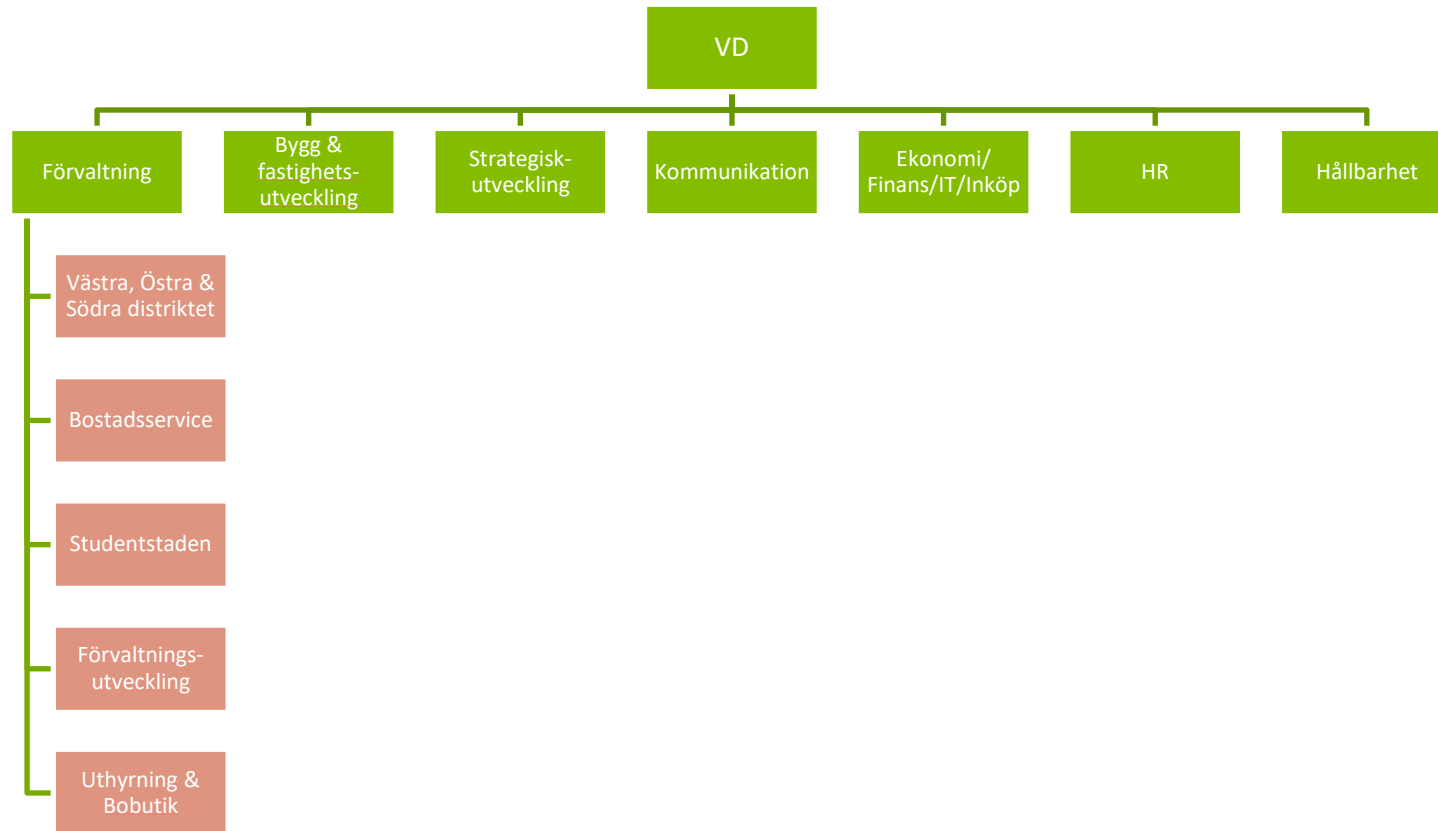 VD
Förvaltning
Bygg &
fastighets-
utveckling
Strategisk-
utveckling
Kommunikation
Ekonomi/
Finans/IT/Inköp
HR
Hållbarhet
Västra, Östra &
Södra distriktet
Bostadsservice
Studentstaden
Förvaltnings-
utveckling
Uthyrning &
Bobutik